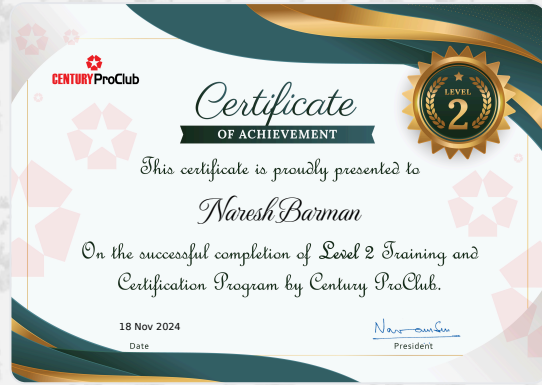 CENTURY ProClub
Certificate
OF ACHIEVEMENT
LEVEL
2
This certificate is proudly presented to
Naresh Barman
On the successful completion of Level 2 Training and
Certification Program by Century ProClub.
18 Nov 2024
Date
President